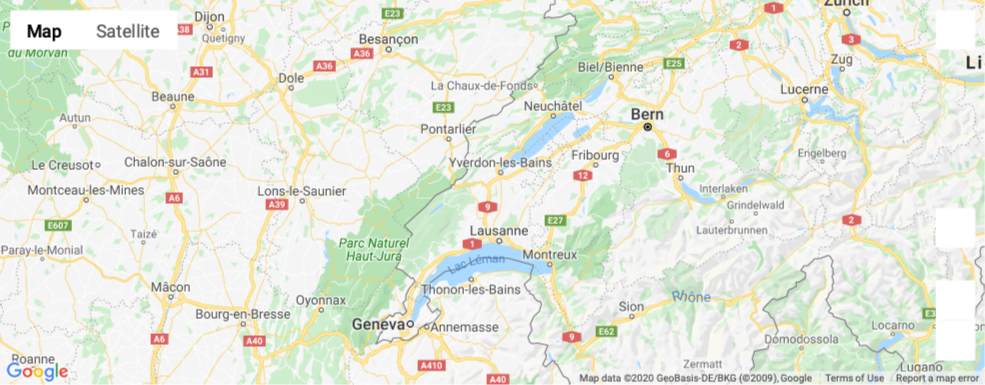 Map
Satellite
Dijon
Quetigny
E23
1
Zürich
du Morvan
A38
A36
Besançon
2
3
A31
A36
Dole
Biel/Bienne
E25
Zug
Li
Beaune
La Chaux-de-Fonds
Lucerne
E23
Neuchâtel
Bern
Autun
Pontarlier
Le Creusot
Chalon-sur-Saône
Yverdon-les-Bains
Fribourg
6
Engelberg
Thun
12
Montceau-les-Mines
A6
Lons-le-Saunier
A39
Interlaken
9
Grindelwald
E607
Taizé
E27
2
Lauterbrunnen
Paray-le-Monial
Parc Naturel
Haut-Jura
1
Lausanne
Montreux
Lac Léman
Mâcon
Thonon-les-Bains
Oyonnax
Sion
Rhône
Bourg-en-Bresse
Geneva
Annemasse
Locarno
A6
A40
9
E62
Domodossola
Roanne
A410
Zermatt
Lugano
Google
A40
Map data ©2020 GeoBasis-DE/BKG (©2009), Google
Terms of Use
Report a map error